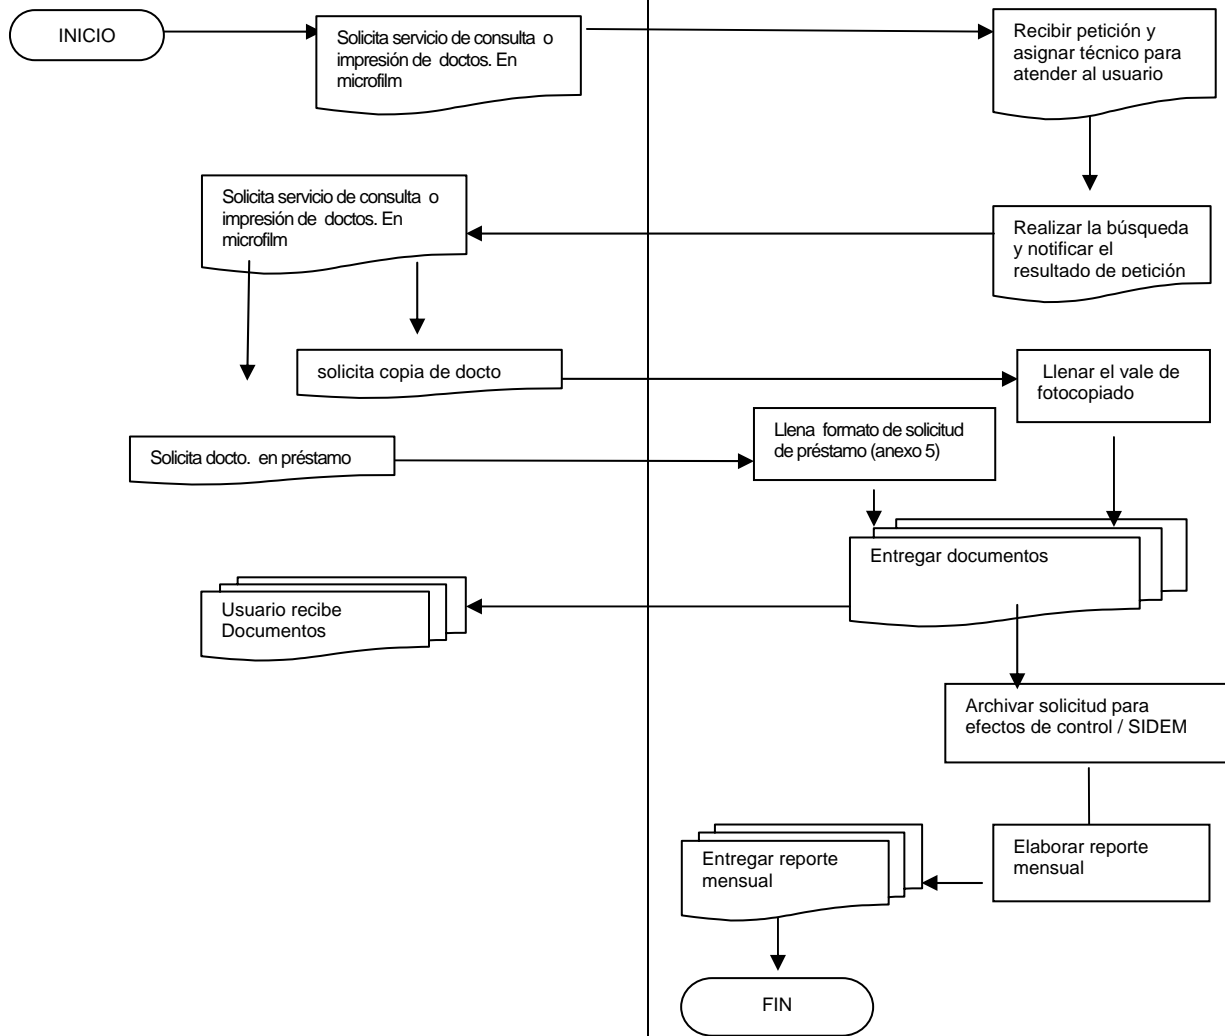 INICIO
Solicita servicio de consulta o
impresión de doctos. En
microfilm
Recibir petición y
asignar técnico para
atender al usuario
Solicita servicio de consulta o
impresión de doctos. En
microfilm
Realizar la búsqueda
y notificar el
resultado de petición
solicita copia de docto
Llenar el vale de
fotocopiado
Llena formato de solicitud
de préstamo (anexo 5)
Solicita docto. en préstamo
Entregar documentos
Usuario recibe
Documentos
Archivar solicitud para
efectos de control / SIDEM
Entregar reporte
mensual
Elaborar reporte
mensual
FIN